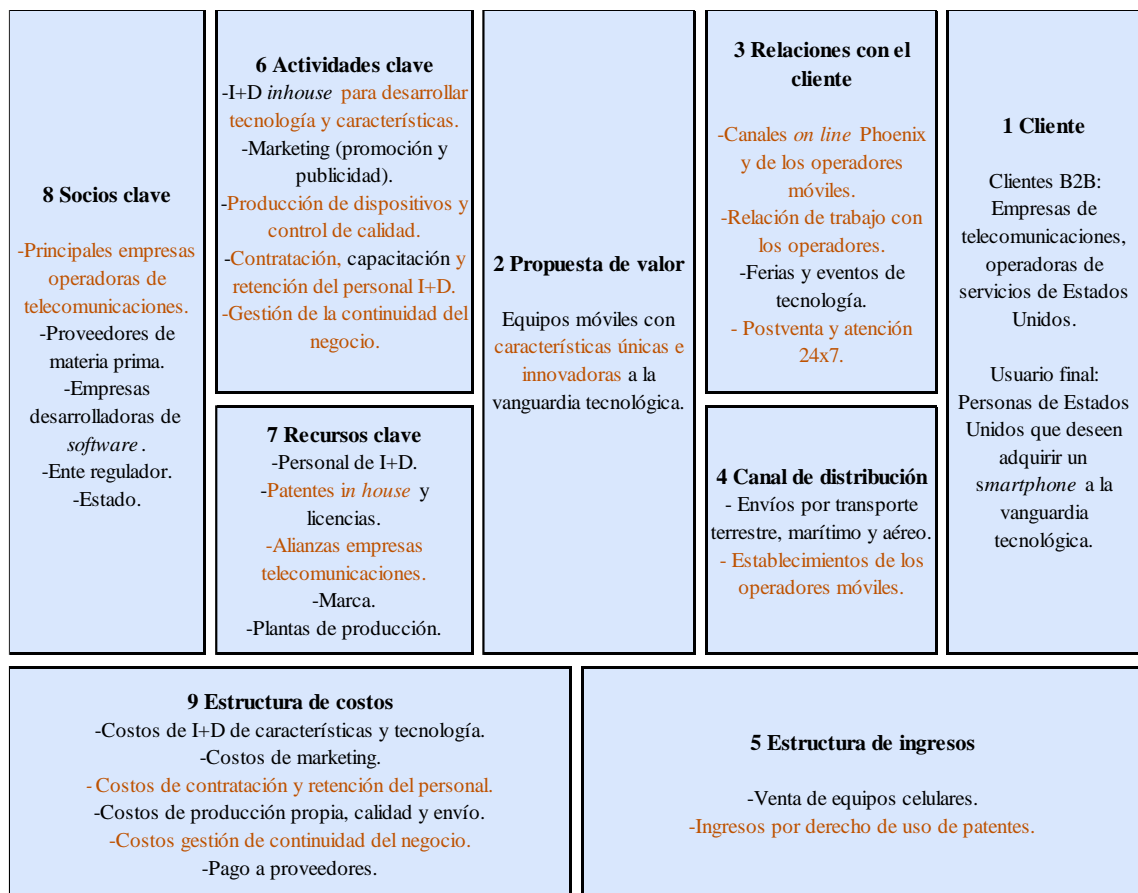 8 Socios clave
-Principales empresas
operadoras de
telecomunicaciones.
-Proveedores de
materia prima.
-Empresas
desarrolladoras de
software.
-Ente regulador.
-Estado.
6 Actividades clave
-I+D inhouse para desarrollar
tecnología y características.
-Marketing (promoción y
publicidad).
-Producción de dispositivos y
control de calidad.
-Contratación, capacitación y
retención del personal I+D.
-Gestión de la continuidad del
negocio.
7 Recursos clave
-Personal de I+D.
-Patentes in house y
licencias.
-Alianzas empresas
telecomunicaciones.
-Marca.
-Plantas de producción.
2 Propuesta de valor
Equipos móviles con
características únicas e
innovadoras a la
vanguardia tecnológica.
3 Relaciones con el
cliente
-Canales on line Phoenix
y de los operadores
móviles.
-Relación de trabajo con
los operadores.
-Ferias y eventos de
tecnología.
- Postventa y atención
24x7.
4 Canal de distribución
- Envíos por transporte
terrestre, marítimo y aéreo.
- Establecimientos de los
operadores móviles.
1 Cliente
Clientes B2B:
Empresas de
telecomunicaciones,
operadoras de
servicios de Estados
Unidos.
Usuario final:
Personas de Estados
Unidos que deseen
adquirir un
smartphone a la
vanguardia
tecnológica.
9 Estructura de costos
-Costos de I+D de características y tecnología.
-Costos de marketing.
- Costos de contratación y retención del personal.
-Costos de producción propia, calidad y envío.
-Costos gestión de continuidad del negocio.
-Pago a proveedores.
5 Estructura de ingresos
-Venta de equipos celulares.
-Ingresos por derecho de uso de patentes.